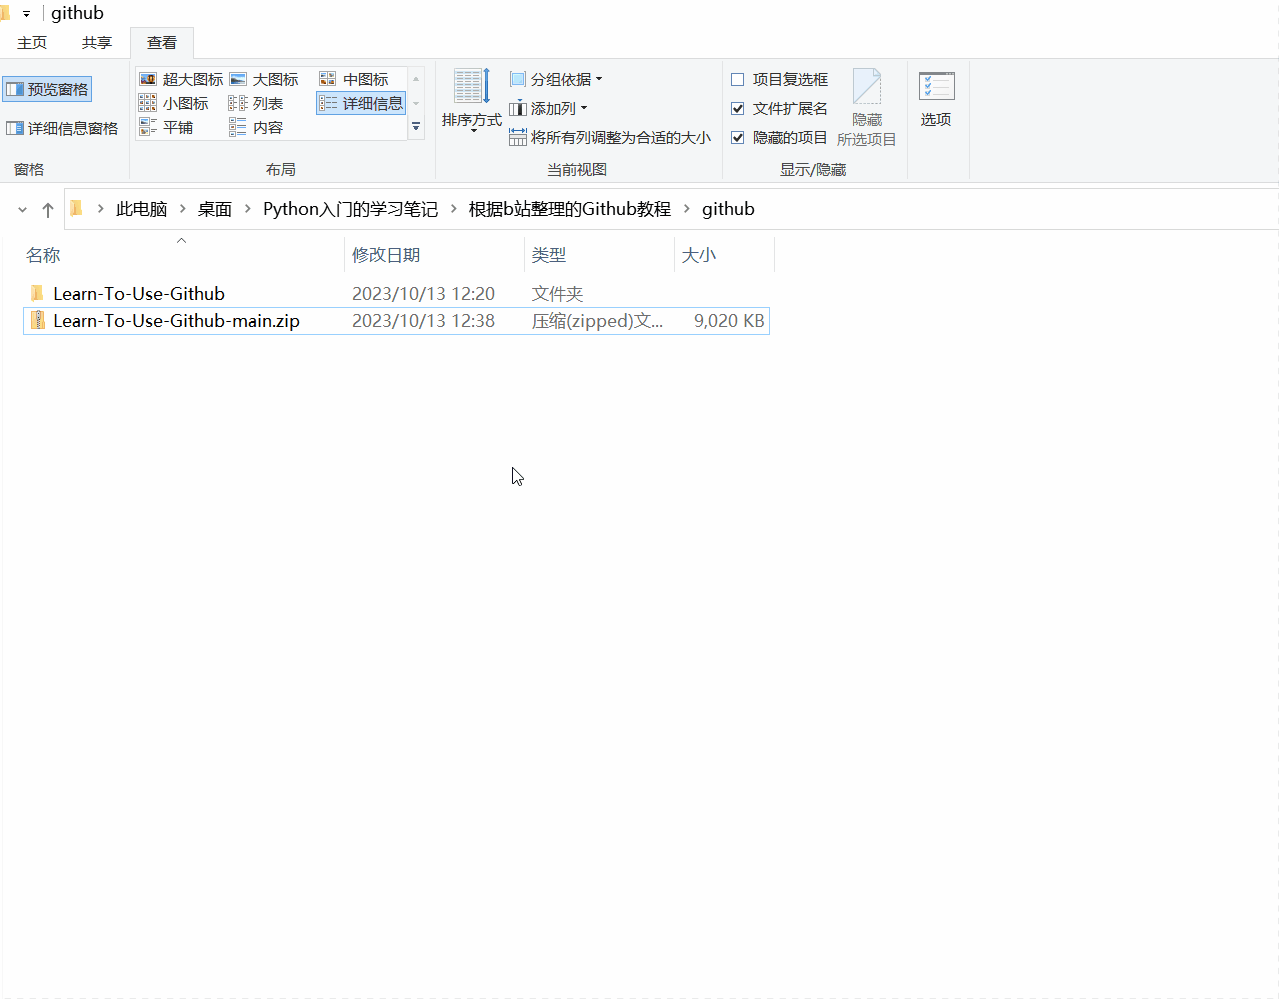 github
主页 共享 查看
预览窗格
详细信息窗格
窗格
超大图标 大图标 中图标
小图标 列表 详细信息
平铺 内容
布局
排序方式
分组依据
添加列
将所有列调整为合适的大小
当前视图
项目复选框
文件扩展名
隐藏的项目
隐藏
所选项目
显示/隐藏
选项
此电脑 桌面 Python入门的学习笔记 根据b站整理的Github教程 github
名称 修改日期 类型 大小
Learn-To-Use-Github 2023/10/13 12:20 文件夹
Learn-To-Use-Github-main.zip 2023/10/13 12:38 压缩(zipped)文... 9,020 KB